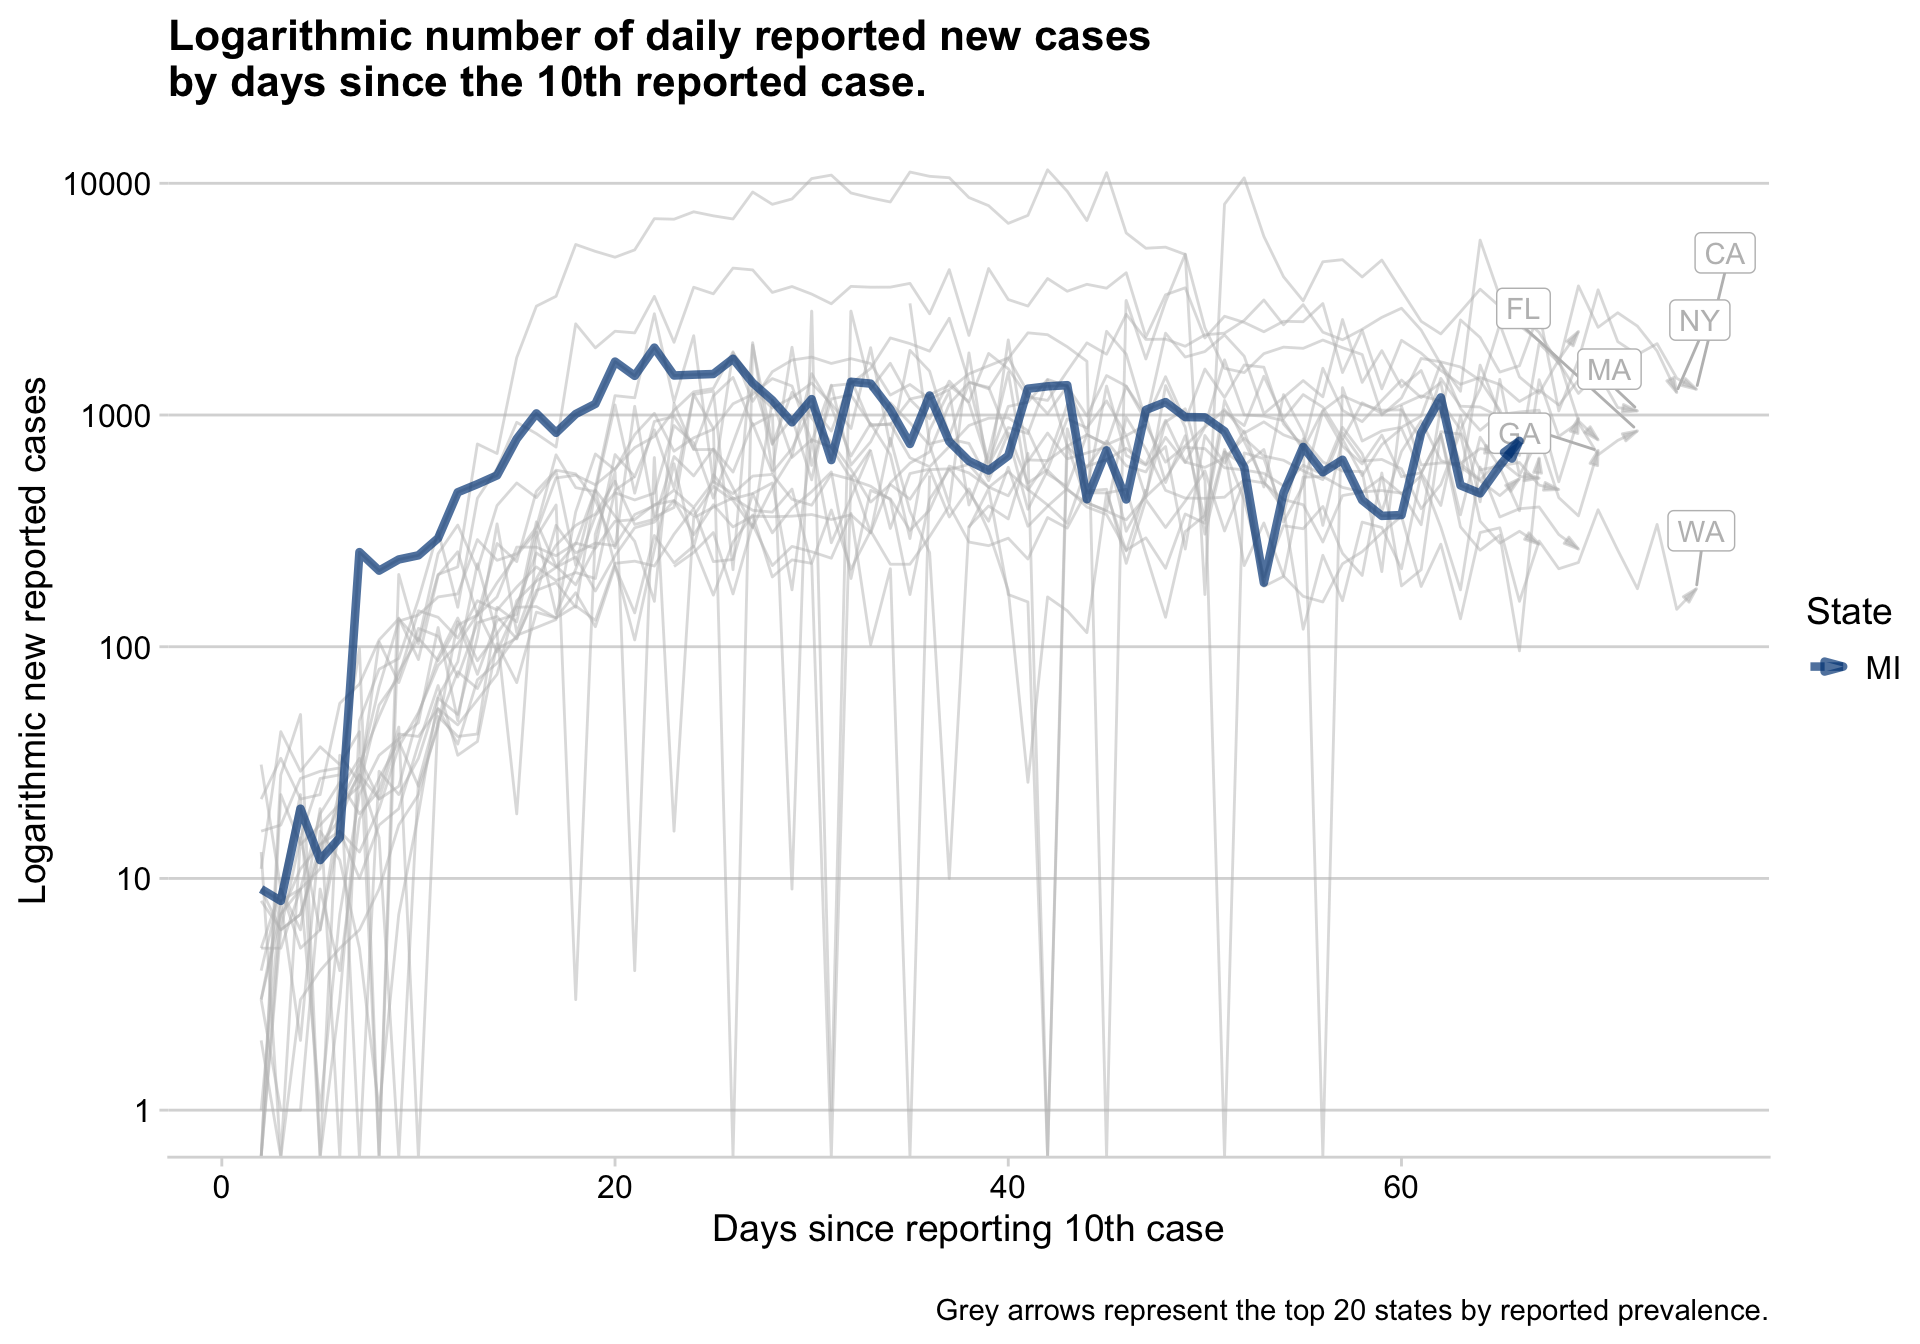 Logarithmic number of daily reported new cases
by days since the 10th reported case.
Logarithmic new reported cases
10000
1000
100
10
1
CA
FL
NY
MA
GA
WA
State
MI
0
20
40
60
Days since reporting 10th case
Grey arrows represent the top 20 states by reported prevalence.